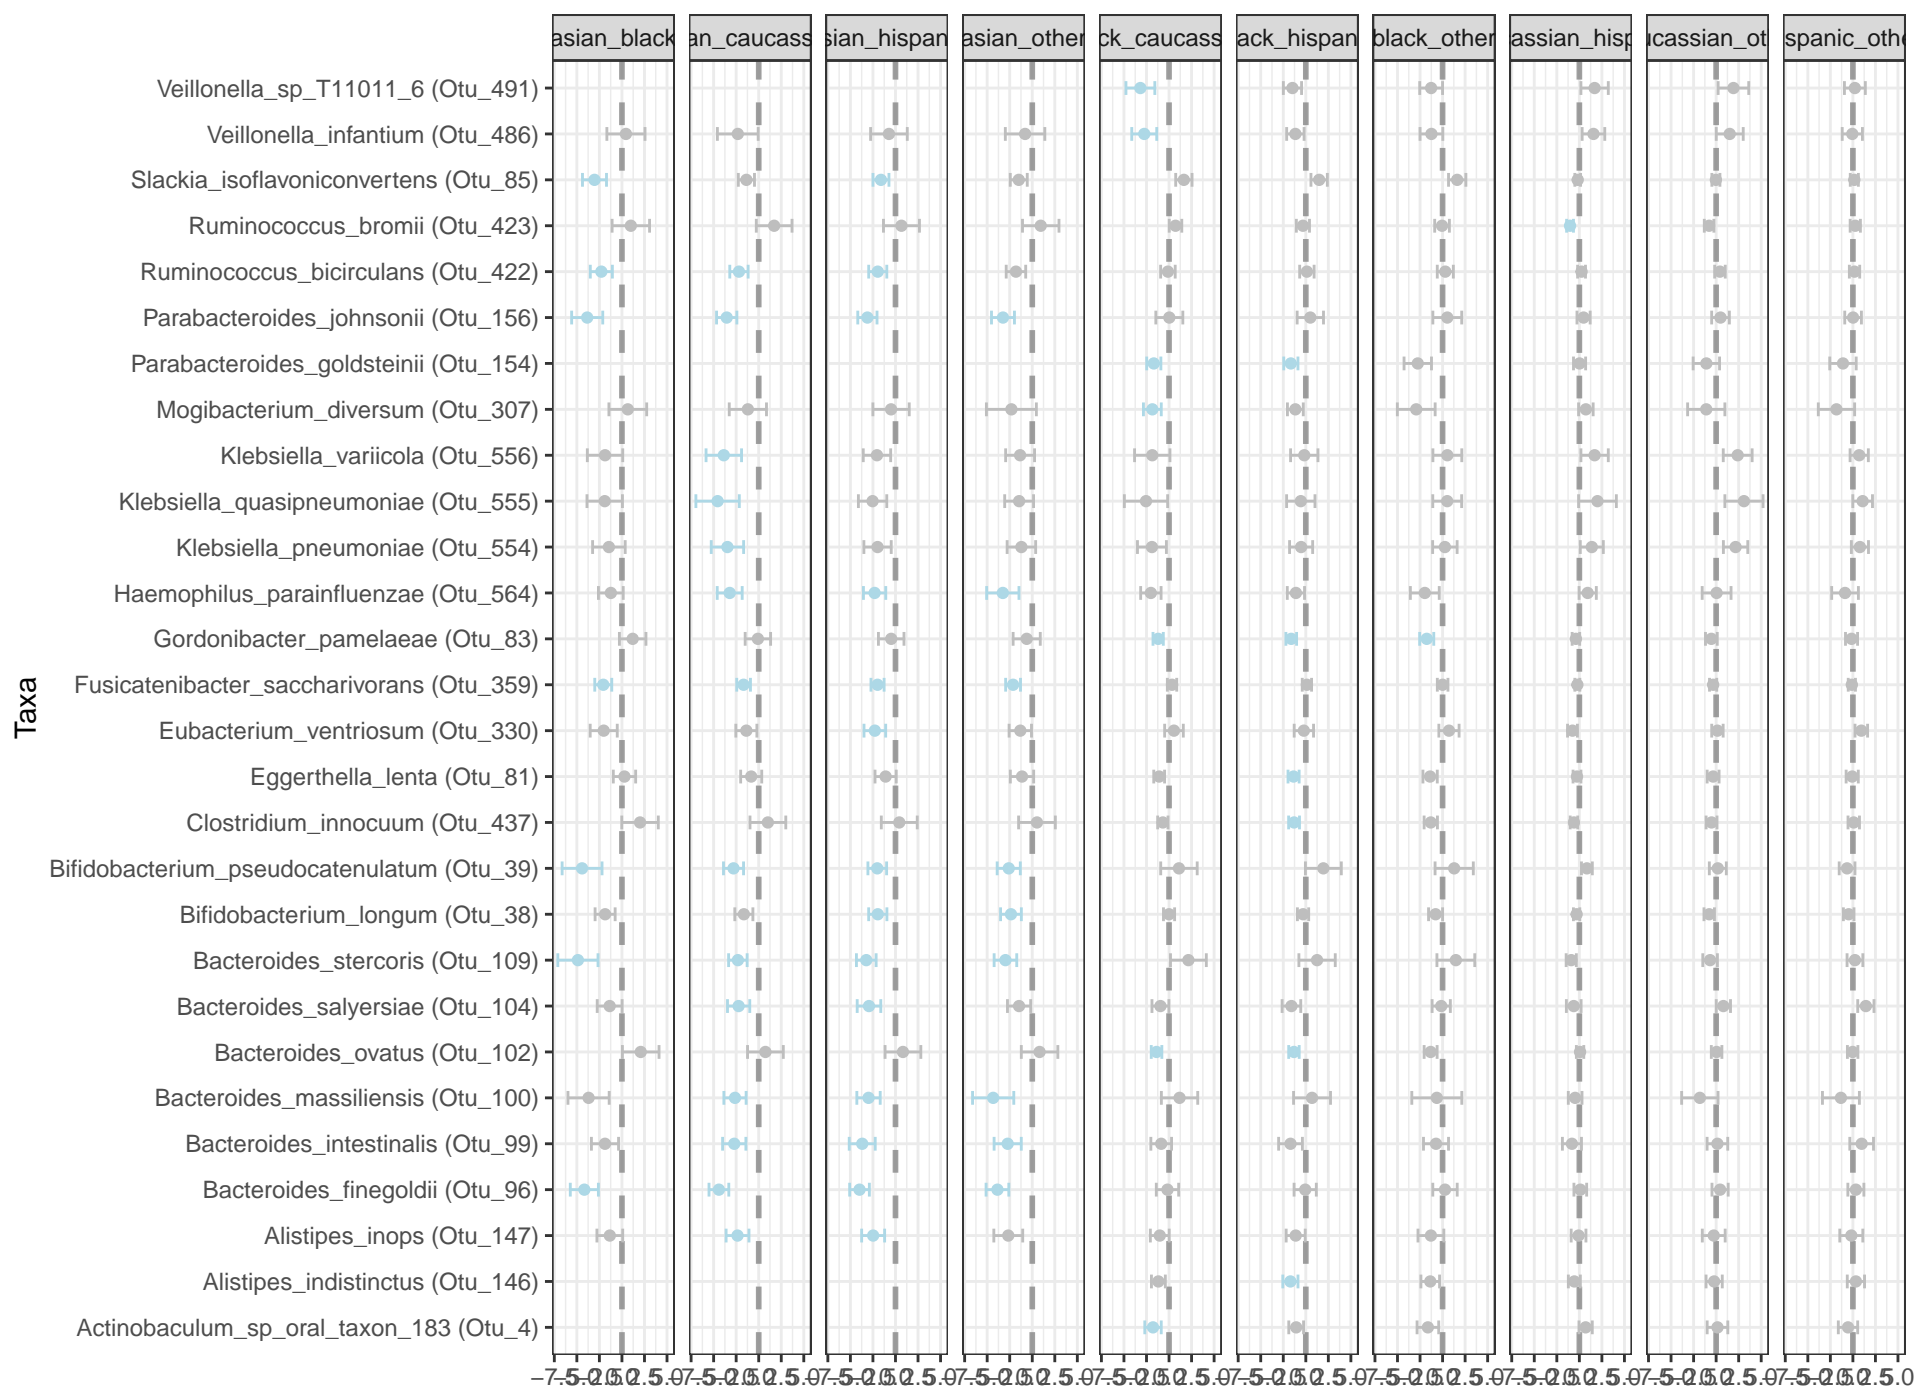 asian_black
an_caucass
sian_hispan
asian_other
ck_caucass
ack_hispan
black_other
assian_hisp
ucassian_ot
spanic_othe
Veillonella_sp_T11011_6 (Otu_491)
Veillonella_infantium (Otu_486)
Slackia_isoflavoniconvertens (Otu_85)
Ruminococcus_bromii (Otu_423)
Ruminococcus_bicirculans (Otu_422)
Parabacteroides_johnsonii (Otu_156)
Parabacteroides_goldsteinii (Otu_154)
Mogibacterium_diversum (Otu_307)
Klebsiella_variicola (Otu_556)
Klebsiella_quasipneumoniae (Otu_555)
Klebsiella_pneumoniae (Otu_554)
Haemophilus_parainfluenzae (Otu_564)
Gordonibacter_pamelaeae (Otu_83)
Fusicatenibacter_saccharivorans (Otu_359)
Eubacterium_ventriosum (Otu_330)
Eggerthella_lenta (Otu_81)
Clostridium_innocuum (Otu_437)
Bifidobacterium_pseudocatenulatum (Otu_39)
Bifidobacterium_longum (Otu_38)
Bacteroides_stercoris (Otu_109)
Bacteroides_salyersiae (Otu_104)
Bacteroides_ovatus (Otu_102)
Bacteroides_massiliensis (Otu_100)
Bacteroides_intestinalis (Otu_99)
Bacteroides_finegoldii (Otu_96)
Alistipes_inops (Otu_147)
Alistipes_indistinctus (Otu_146)
Actinobaculum_sp_oral_taxon_183 (Otu_4)
Taxa